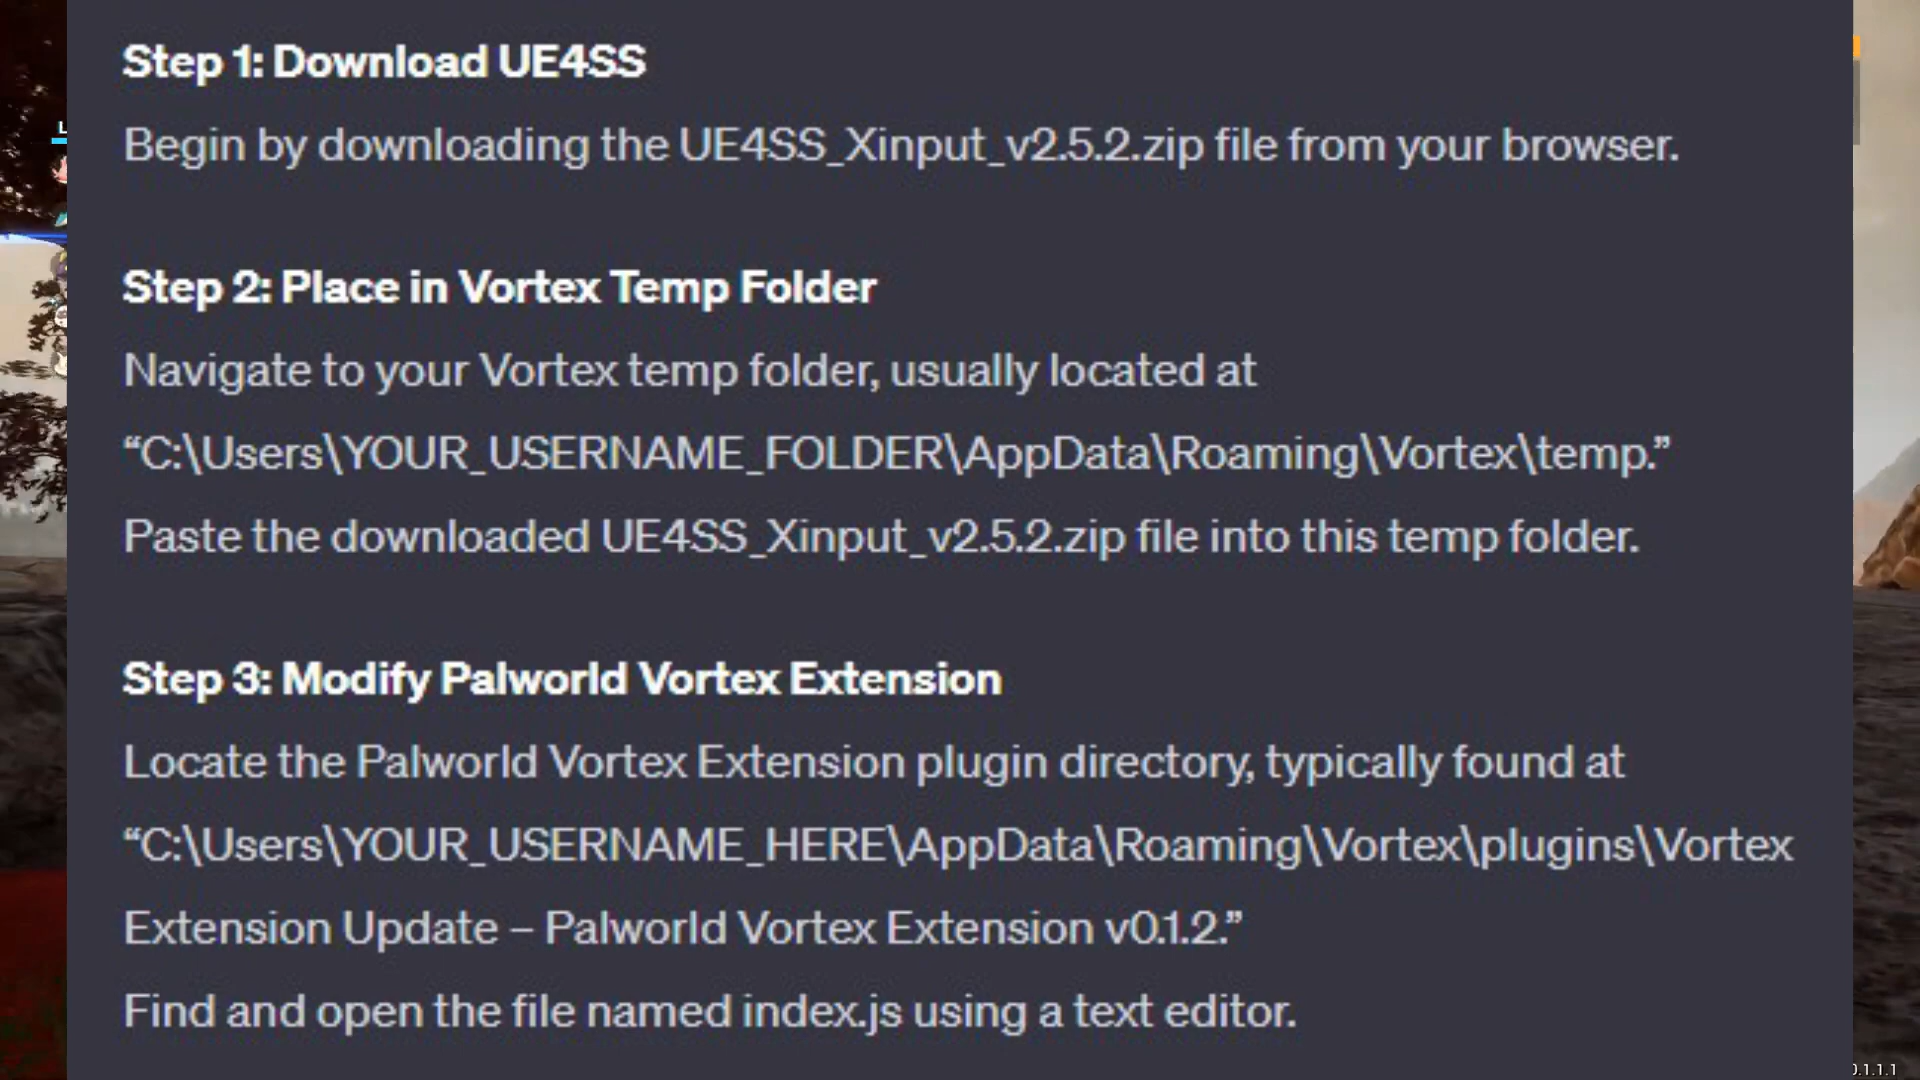 Step 1: Download UE4SS
Begin by downloading the UE4SS_Xinput_v2.5.2.zip file from your browser.
Step 2: Place in Vortex Temp Folder
Navigate to your Vortex temp folder, usually located at
“C:\Users\YOUR_USERNAME_FOLDER\AppData\Roaming\Vortex\temp.”
Paste the downloaded UE4SS_Xinput_v2.5.2.zip file into this temp folder.
Step 3: Modify Palworld Vortex Extension
Locate the Palworld Vortex Extension plugin directory, typically found at
“C:\Users\YOUR_USERNAME_HERE\AppData\Roaming\Vortex\plugins\Vortex
Extension Update – Palworld Vortex Extension v0.1.2.”
Find and open the file named index.js using a text editor.